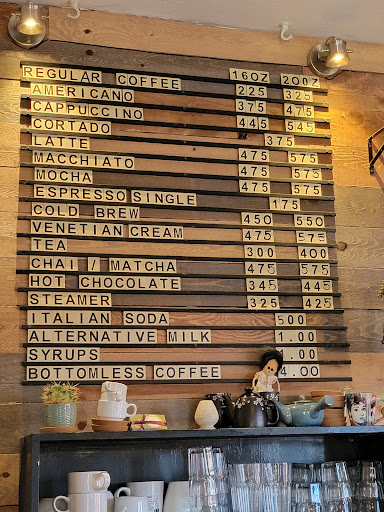 16OZ 20OZ
REGULAR COFFEE 225 325
AMERICANO 375 475
CAPPUCCINO 445 545
CORTADO 375
LATTE 475 575
MACCHIATO 475 575
MOCHA 475 575
ESPRESSO SINGLE 175
COLD BREW 450 550
VENETIAN CREAM 475 575
TEA 300 400
CHAI / MATCHA 475 575
HOT CHOCOLATE 345 445
STEAMER 325 425
ITALIAN SODA 500
ALTERNATIVE MILK 1.00
SYRUPS .00
BOTTOMLESS COFFEE 4.00